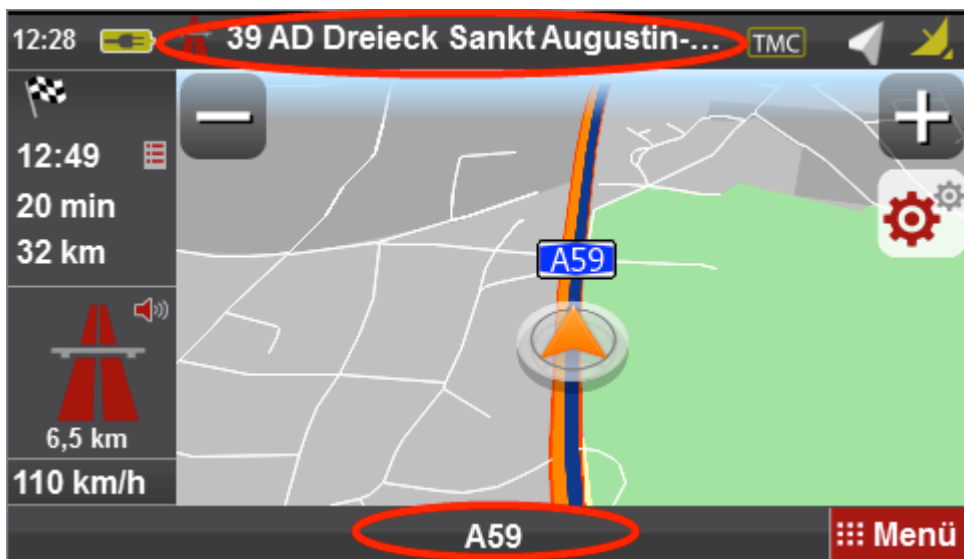 12:28
39 AD Dreieck Sankt Augustin-...
TMC
12:49
20 min
32 km
A59
6,5 km
110 km/h
A59
Menü